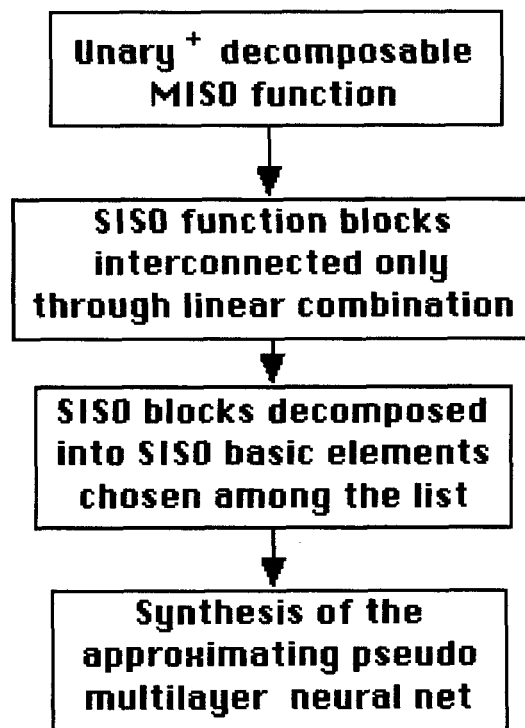 Unary + decomposable
MISO function
SISO function blocks
interconnected only
through linear combination
SISO blocks decomposed
into SISO basic elements
chosen among the list
Synthesis of the
approximating pseudo
multilayer neural net